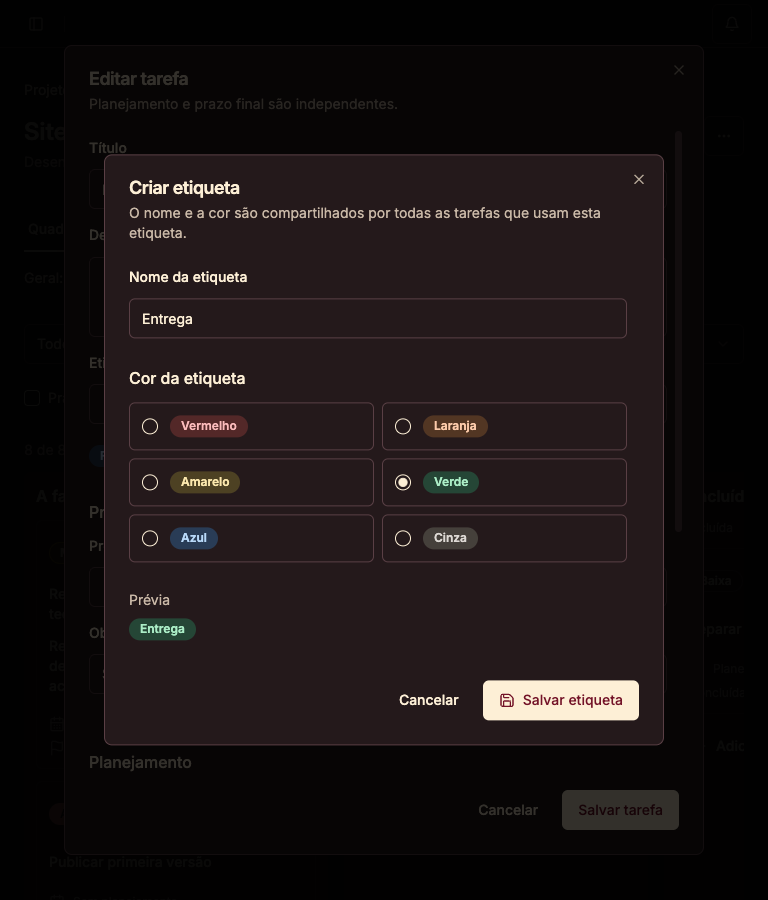 Editar tarefa
Planejamento e prazo final são independentes.
Título
Criar etiqueta
O nome e a cor são compartilhados por todas as tarefas que usam esta
etiqueta.
Nome da etiqueta
Entrega
Cor da etiqueta
Vermelho
Laranja
Amarelo
Verde
Azul
Cinza
Prévia
Entrega
Cancelar
Salvar etiqueta
Planejamento
Cancelar
Salvar tarefa
Publicar primeira versão